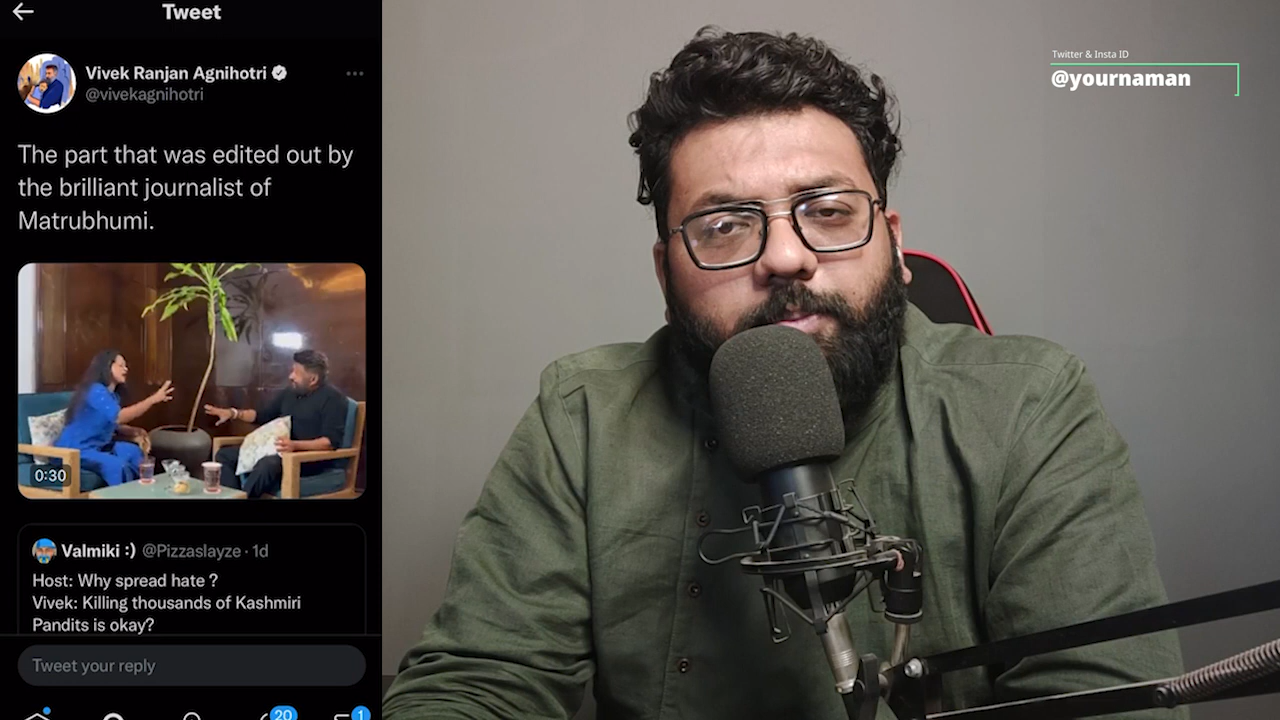 Tweet
Vivek Ranjan Agnihotri
@vivekagnihotri
The part that was edited out by
the brilliant journalist of
Matrubhumi.
0:30
Valmiki :) @Pizzaslayze · 1d
Host: Why spread hate ?
Vivek: Killing thousands of Kashmiri
Pandits is okay?
Tweet your reply
20
1
Twitter & Insta ID
@yournaman